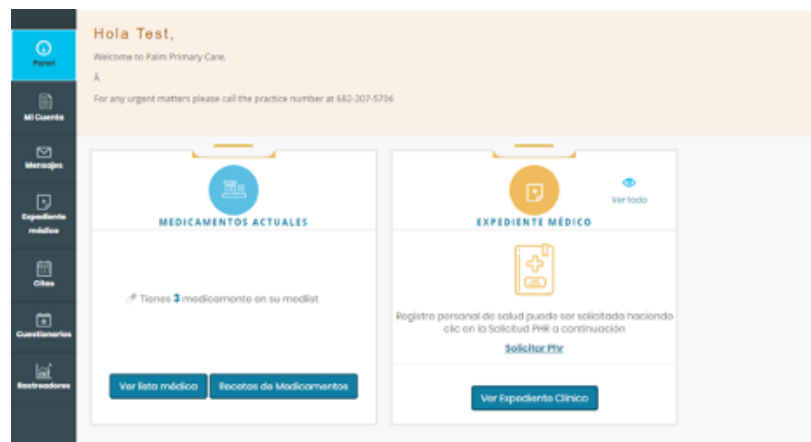 Hola Test,
Welcome to Palm Primary Care.
Â
For any urgent matters please call the practice number at 682-207-5706
Panel
Mi Cuenta
Mensajes
Expediente
médico
Citas
Cuestionarios
Rastreadores
MEDICAMENTOS ACTUALES
Tienes 3 medicamento en su medlist
Ver lista médica
Recetas de Medicamentos
Ver todo
EXPEDIENTE MÉDICO
Registro personal de salud puede ser solicitada haciendo
clic en la Solicitud PHR a continuación
Solicitar Phr
Ver Expediente Clínico